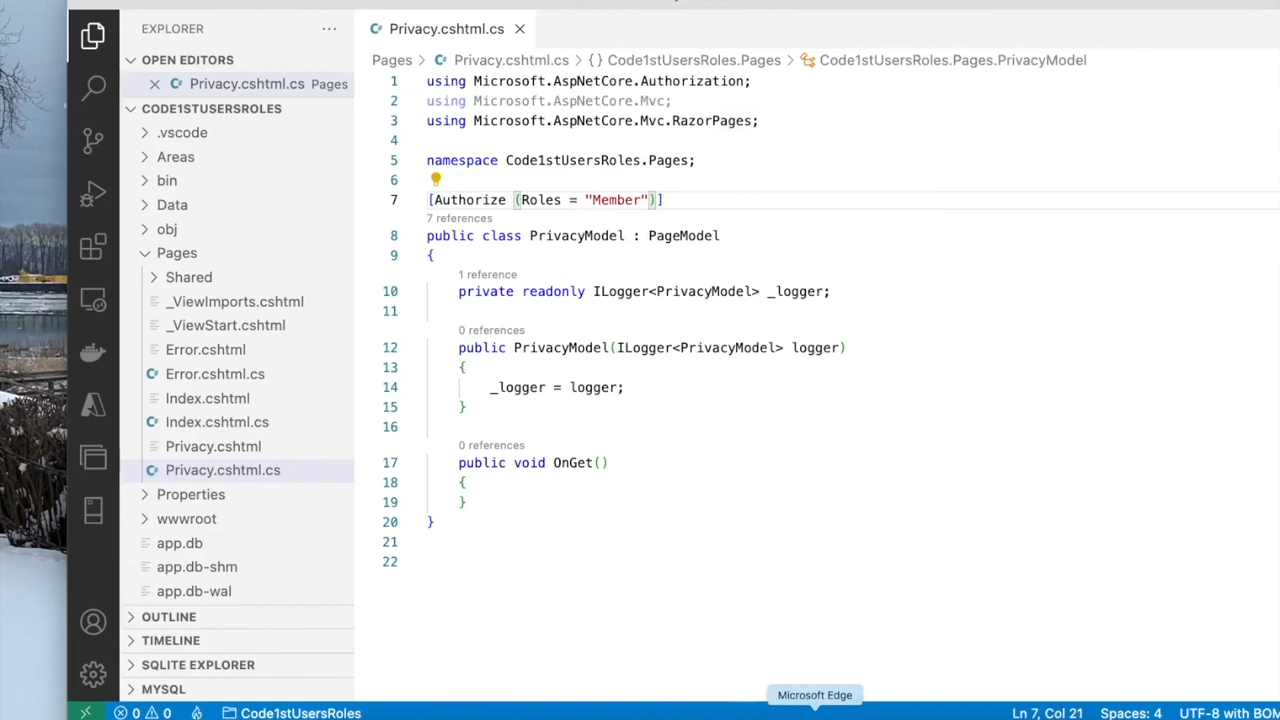 EXPLORER
OPEN EDITORS
Privacy.cshtml.cs Pages
CODE1STUSERSROLES
.vscode
Areas
bin
Data
obj
Pages
Shared
_ViewImports.cshtml
_ViewStart.cshtml
Error.cshtml
Error.cshtml.cs
Index.cshtml
Index.cshtml.cs
Privacy.cshtml
Privacy.cshtml.cs
Properties
wwwroot
app.db
app.db-shm
app.db-wal
OUTLINE
TIMELINE
SQLITE EXPLORER
MYSQL
Privacy.cshtml.cs
Pages > Privacy.cshtml.cs > { } Code1stUsersRoles.Pages > Code1stUsersRoles.Pages.PrivacyModel
1 using Microsoft.AspNetCore.Authorization;
2 using Microsoft.AspNetCore.Mvc;
3 using Microsoft.AspNetCore.Mvc.RazorPages;
4
5 namespace Code1stUsersRoles.Pages;
6
7 [Authorize (Roles = "Member")]
7 references
8 public class PrivacyModel : PageModel
9 {
1 reference
10 private readonly ILogger<PrivacyModel> _logger;
11
0 references
12 public PrivacyModel(ILogger<PrivacyModel> logger)
13 {
14 _logger = logger;
15 }
16
0 references
17 public void OnGet()
18 {
19 }
20 }
21
22
Microsoft Edge
0 0 Code1stUsersRoles Ln 7, Col 21 Spaces: 4 UTF-8 with BOM